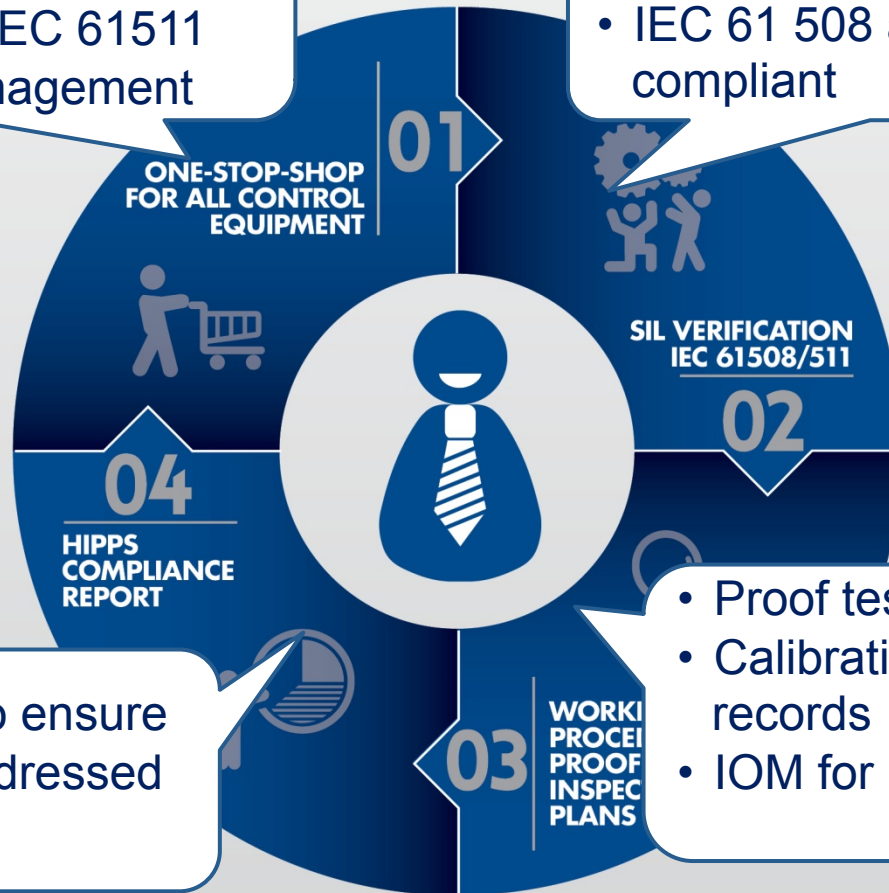 EC 61511
nagement
• IEC 61 508
compliant
01
ONE-STOP-SHOP
FOR ALL CONTROL
EQUIPMENT
SIL VERIFICATION
IEC 61508/511
02
04
HIPPS
COMPLIANCE
REPORT
• Proof tes
• Calibrati
records
• IOM for
ensure
dressed
03
WORKI
PROCE
PROOF
INSPEC
PLANS